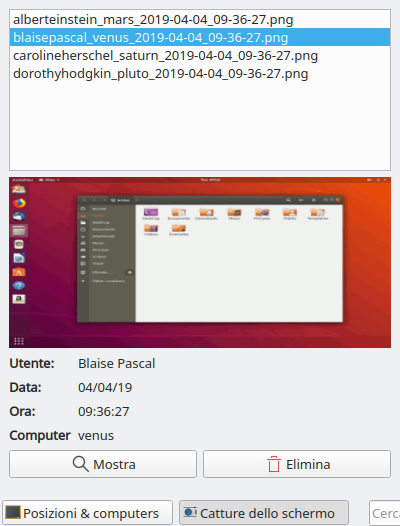 alberteinstein_mars_2019-04-04_09-36-27.png
blaisepascal_venus_2019-04-04_09-36-27.png
carolineherschel_saturn_2019-04-04_09-36-27.png
dorothyhodgkin_pluto_2019-04-04_09-36-27.png
Utente: Blaise Pascal
Data: 04/04/19
Ora: 09:36:27
Computer venus
Mostra Elimina
Posizioni & computers Catture dello schermo Cerca